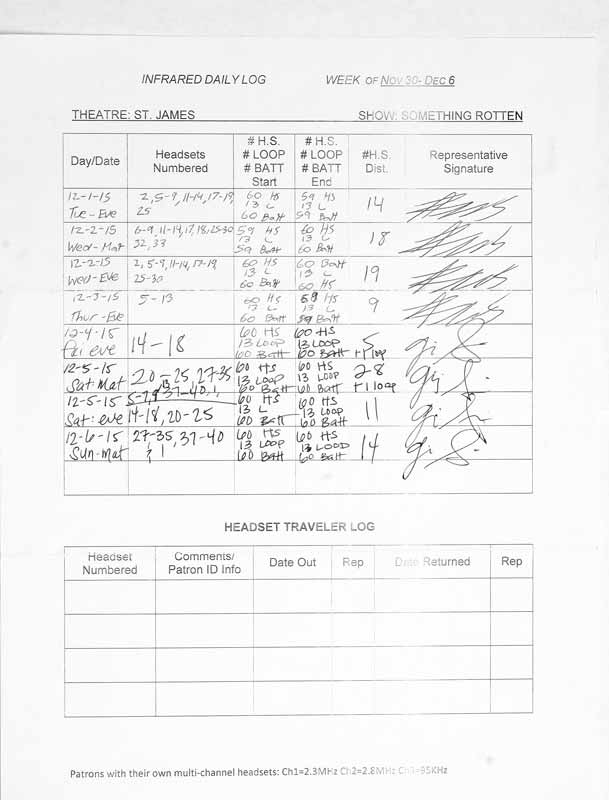 INFRARED DAILY LOG WEEK OF NOV 30- DEC 6
THEATRE: ST. JAMES SHOW: SOMETHING ROTTEN
Day/Date Headsets Numbered # H.S. # LOOP # BATT Start # H.S. # LOOP # BATT End #H.S. Dist. Representative Signature
12-1-15 2, 5-9, 11-14, 17-19, 60 HS 59 HS
Tue-Eve 25 13 L 13 L 14
60 Batt 59 Batt
12-2-15 6-9, 11-14, 17, 18, 25-30 59 HS 60 HS
Wed-Mat 32, 33 13 L 13 L 18
59 Batt 60 Batt
12-2-15 2, 5-9, 11-14, 17-19, 60 HS 60 Batt
Wed-Eve 25-30 13 L 13 L 19
60 Batt 60 HS
12-3-15 5-13 60 HS 59 HS
Thur-Eve 13 L 13 L 9
60 Batt 59 Batt
12-4-15 14-18 60 HS 60 HS
Fri eve 13 LOOP 13 LOOP 5
60 Batt 60 Batt +1 loop
12-5-15 20-25, 27-35 60 HS 60 HS
Sat Mat 37-40, 1, 13 LOOP 13 LOOP 28
60 Batt 60 Batt +1 loop
12-5-15 60 HS 60 HS
Sat: eve 14-18, 20-25 13 L 13 LOOP 11
60 Batt 60 Batt
12-6-15 27-35, 37-40 60 HS 60 HS
Sun-mat & 1 13 LOOP 13 LOOP 14
60 Batt 60 Batt
HEADSET TRAVELER LOG
Headset Numbered Comments/ Patron ID Info Date Out Rep Date Returned Rep
Patrons with their own multi-channel headsets: Ch1=2.3MHz Ch2=2.8MHz Ch3=95KHz